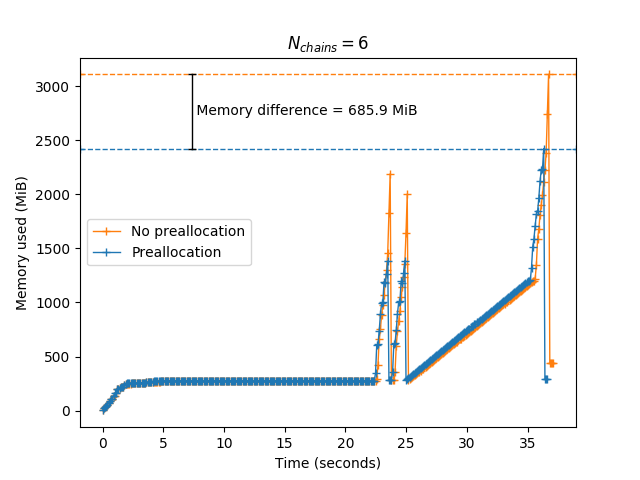 N_chains = 6
Memory used (MiB)
3000
2500
2000
1500
1000
500
0
Memory difference = 685.9 MiB
No preallocation
Preallocation
0
5
10
15
20
25
30
35
Time (seconds)